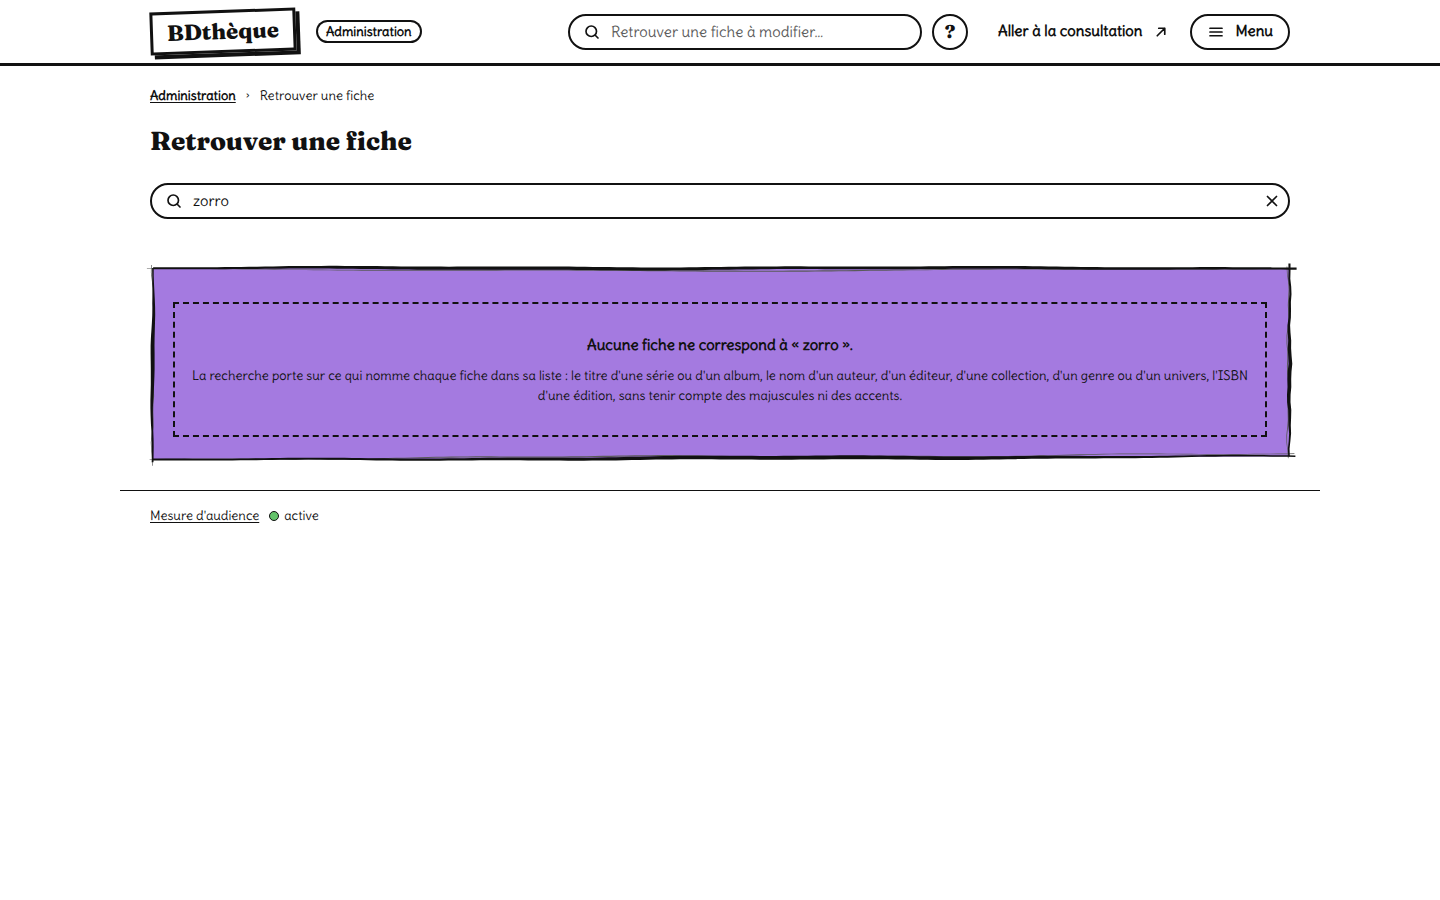 BDthèque
Administration
Retrouver une fiche à modifier...
?
Aller à la consultation
Menu
Administration › Retrouver une fiche
Retrouver une fiche
zorro
Aucune fiche ne correspond à « zorro ».
La recherche porte sur ce qui nomme chaque fiche dans sa liste : le titre d'une série ou d'un album, le nom d'un auteur, d'un éditeur, d'une collection, d'un genre ou d'un univers, l'ISBN
d'une édition, sans tenir compte des majuscules ni des accents.
Mesure d'audience active